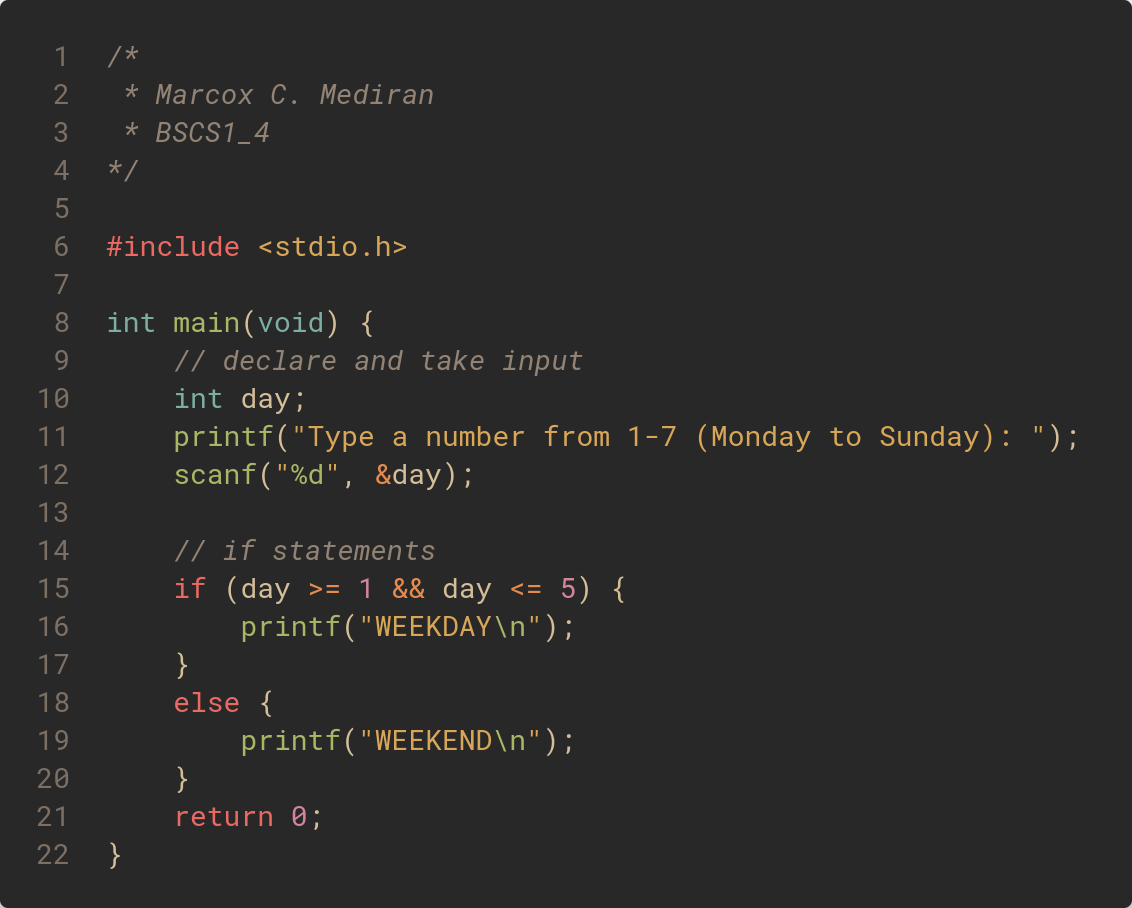 1 /*
2  * Marcox C. Mediran
3  * BSCS1_4
4 */
5
6 #include <stdio.h>
7
8 int main(void) {
9     // declare and take input
10     int day;
11     printf("Type a number from 1-7 (Monday to Sunday): ");
12     scanf("%d", &day);
13
14     // if statements
15     if (day >= 1 && day <= 5) {
16         printf("WEEKDAY\n");
17     }
18     else {
19         printf("WEEKEND\n");
20     }
21     return 0;
22 }